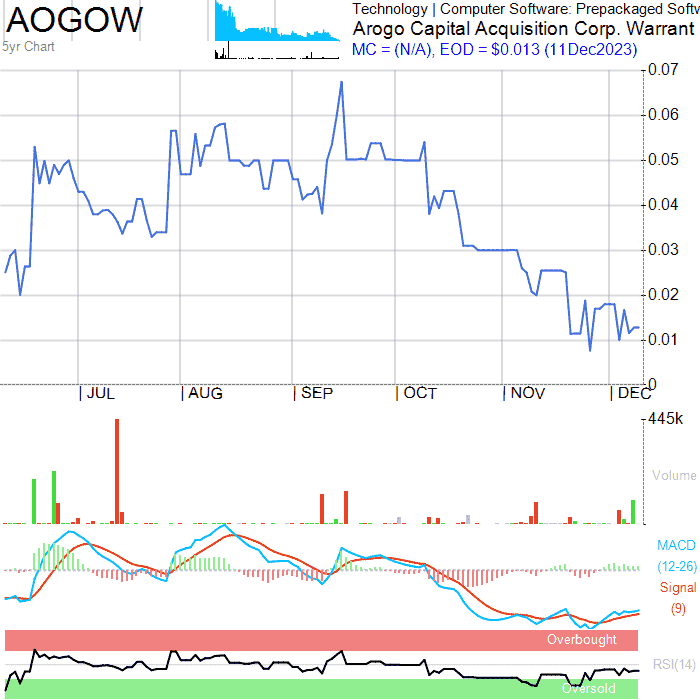 AOGOW
5yr Chart
Technology | Computer Software: Prepackaged Softw
Arogo Capital Acquisition Corp. Warrant
MC = (N/A), EOD = $0.013 (11Dec2023)
0.07
0.06
0.05
0.04
0.03
0.02
0.01
0
| JUL
| AUG
| SEP
| OCT
| NOV
| DEC
445k
Volume
MACD
(12-26)
Signal
(9)
Overbought
RSI(14)
Oversold